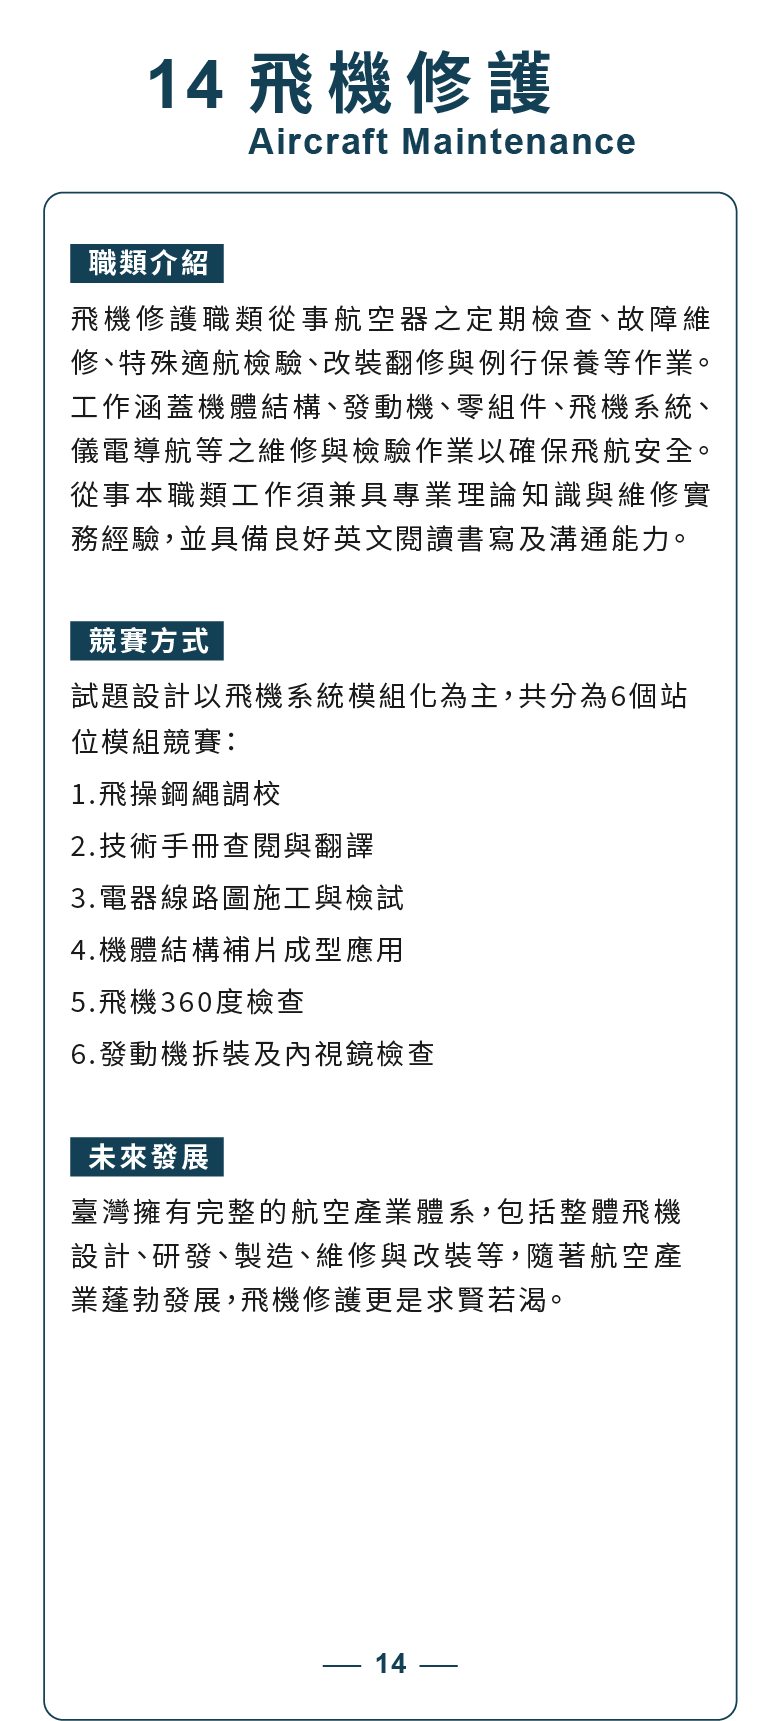 14 飛機修護
Aircraft Maintenance
職類介紹
飛機修護職類從事航空器之定期檢查、故障維
修、特殊適航檢驗、改裝翻修與例行保養等作業。
工作涵蓋機體結構、發動機、零組件、飛機系統、
儀電導航等之維修與檢驗作業以確保飛航安全。
從事本職類工作須兼具專業理論知識與維修實
務經驗，並具備良好英文閱讀書寫及溝通能力。
競賽方式
試題設計以飛機系統模組化為主，共分為6個站
位模組競賽：
1.飛操鋼繩調校
2.技術手冊查閱與翻譯
3.電器線路圖施工與檢試
4.機體結構補片成型應用
5.飛機360度檢查
6.發動機拆裝及內視鏡檢查
未來發展
臺灣擁有完整的航空產業體系，包括整體飛機
設計、研發、製造、維修與改裝等，隨著航空產
業蓬勃發展，飛機修護更是求賢若渴。
14